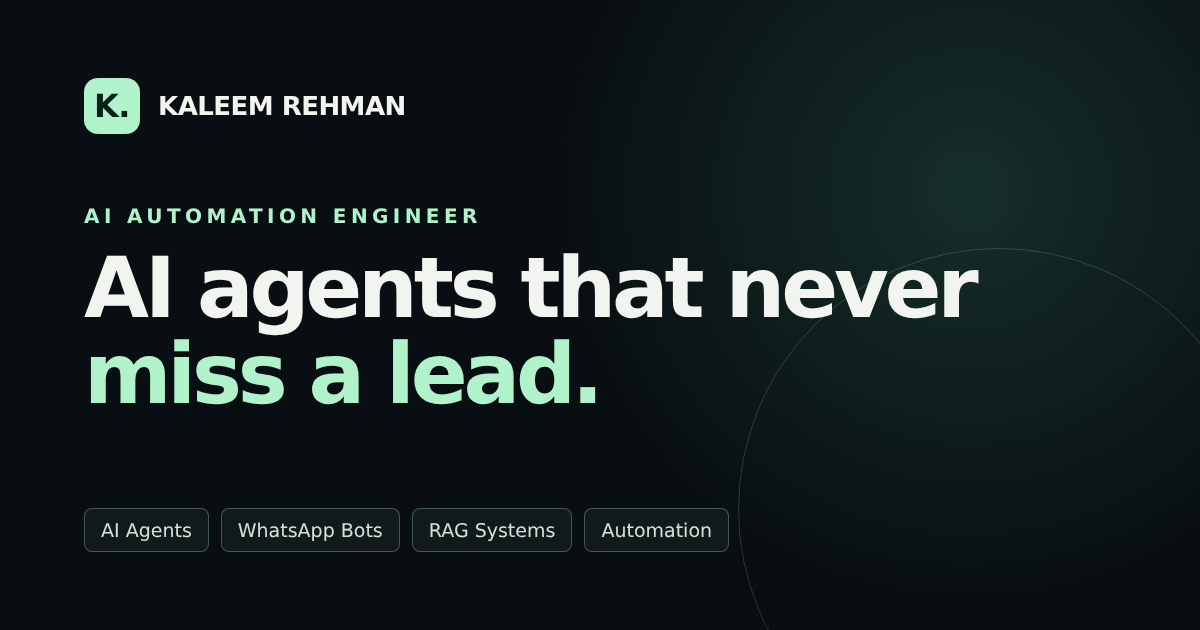 K.
KALEEM REHMAN
AI AUTOMATION ENGINEER
AI agents that never
miss a lead.
AI Agents
WhatsApp Bots
RAG Systems
Automation